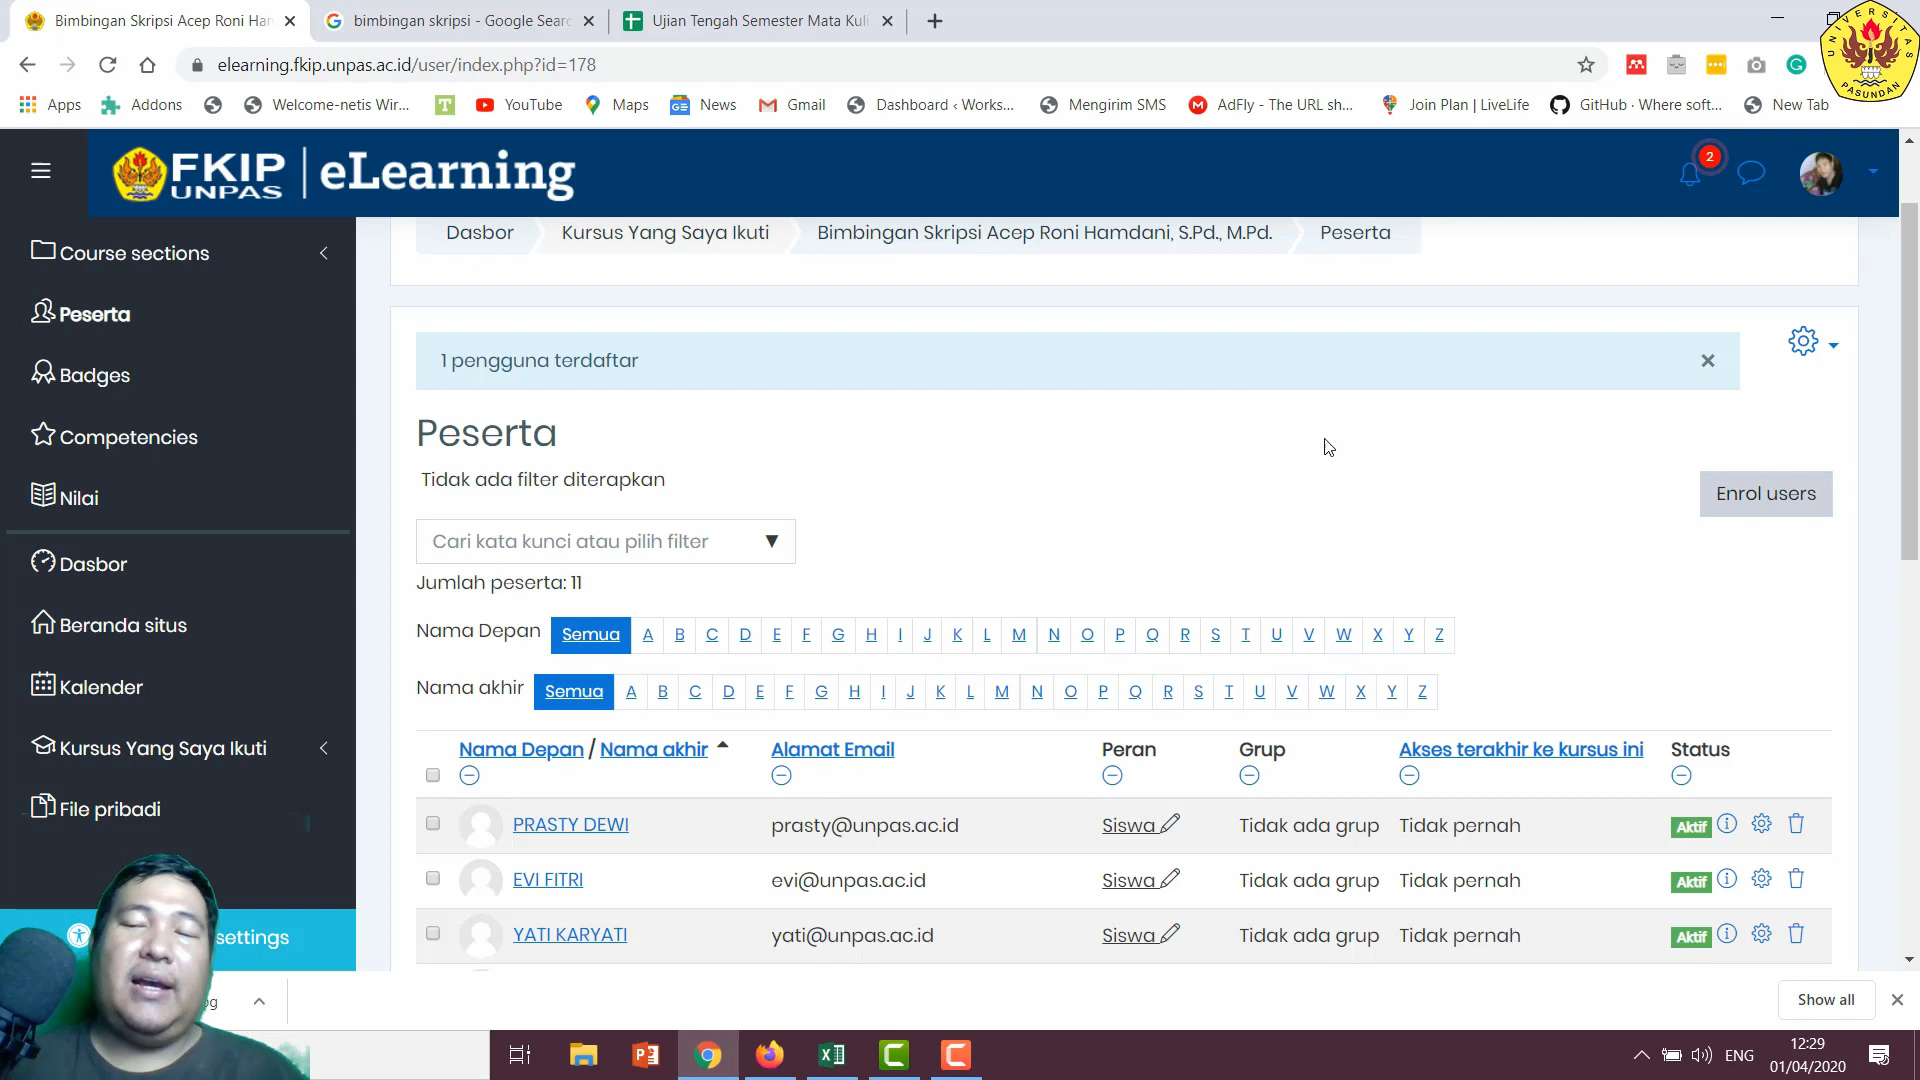 Bimbingan Skripsi Acep Roni Han
bimbingan skripsi - Google Searc
Ujian Tengah Semester Mata Kuli
elearning.fkip.unpas.ac.id/user/index.php?id=178
UNIVERSITAS
PASUNDAN
Apps
Addons
Welcome-netis Wir...
YouTube
Maps
News
Gmail
Dashboard ‹ Works...
Mengirim SMS
AdFly - The URL sh...
Join Plan | LiveLife
GitHub · Where soft...
New Tab
FKIP
UNPAS
eLearning
2
Course sections
Peserta
Badges
Competencies
Nilai
Dasbor
Beranda situs
Kalender
Kursus Yang Saya Ikuti
File pribadi
settings
Dasbor
Kursus Yang Saya Ikuti
Bimbingan Skripsi Acep Roni Hamdani, S.Pd., M.Pd.
Peserta
1 pengguna terdaftar
Peserta
Tidak ada filter diterapkan
Enrol users
Cari kata kunci atau pilih filter
Jumlah peserta: 11
Nama Depan Semua A B C D E F G H I J K L M N O P Q R S T U V W X Y Z
Nama akhir Semua A B C D E F G H I J K L M N O P Q R S T U V W X Y Z
Nama Depan / Nama akhir Alamat Email Peran Grup Akses terakhir ke kursus ini Status
PRASTY DEWI prasty@unpas.ac.id Siswa Tidak ada grup Tidak pernah Aktif
EVI FITRI evi@unpas.ac.id Siswa Tidak ada grup Tidak pernah Aktif
YATI KARYATI yati@unpas.ac.id Siswa Tidak ada grup Tidak pernah Aktif
Show all
ENG
12:29
01/04/2020